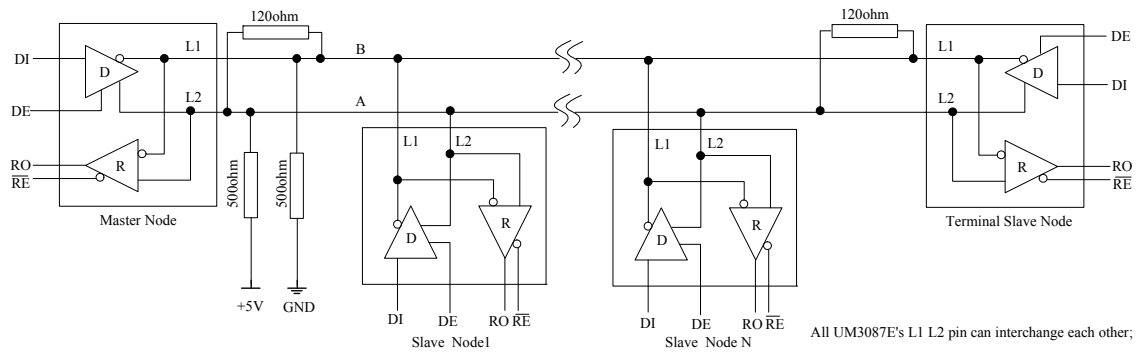 120ohm
120ohm
L1
B
L1
DE
DI
D
D
L2
A
L2
DI
DE
L1
L2
L1
L2
RO
R
R
RO
RE
RE
500ohm
500ohm
Master Node
Terminal Slave Node
D
R
D
R
+5V
GND
DI
DE
RO
RE
DI
DE
RO
RE
Slave Node1
Slave Node N
All UM3087E's L1 L2 pin can interchange each other;